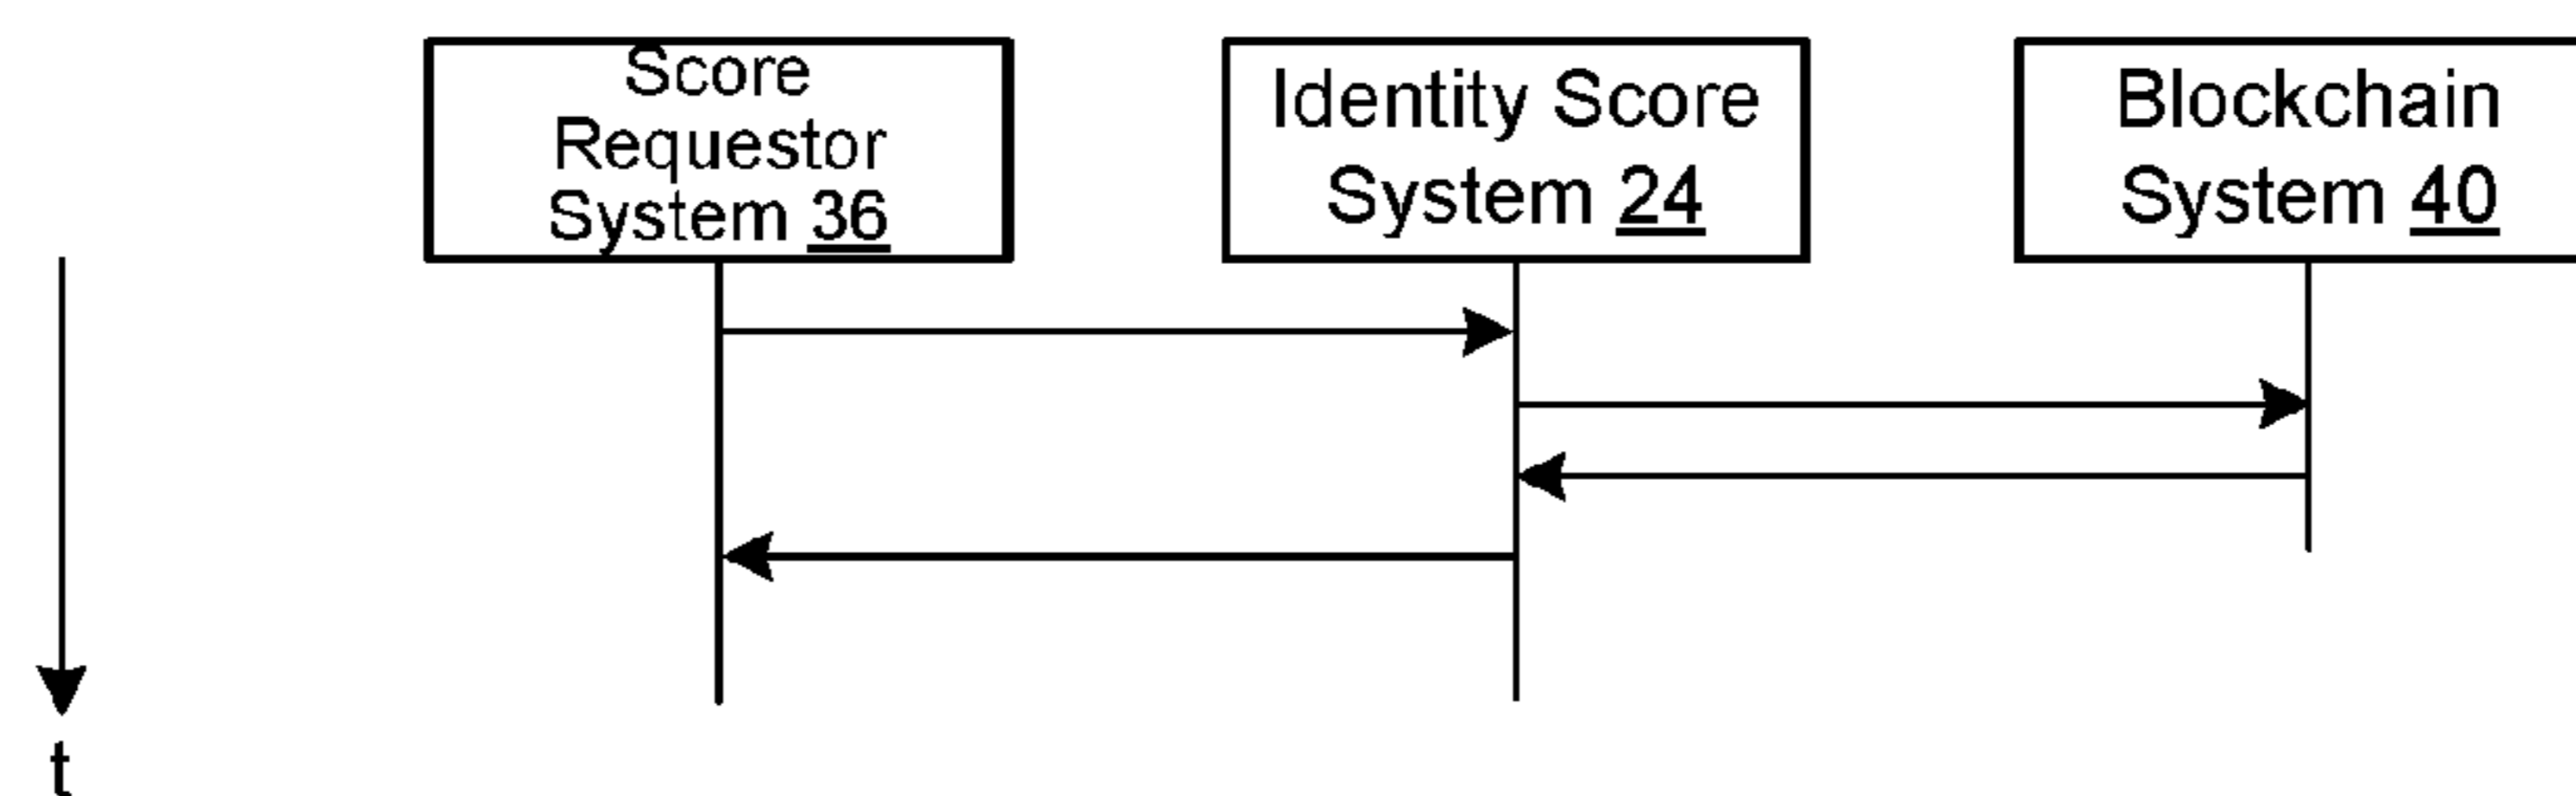 Score
Requestor
System 36
Identity Score
System 24
Blockchain
System 40
t